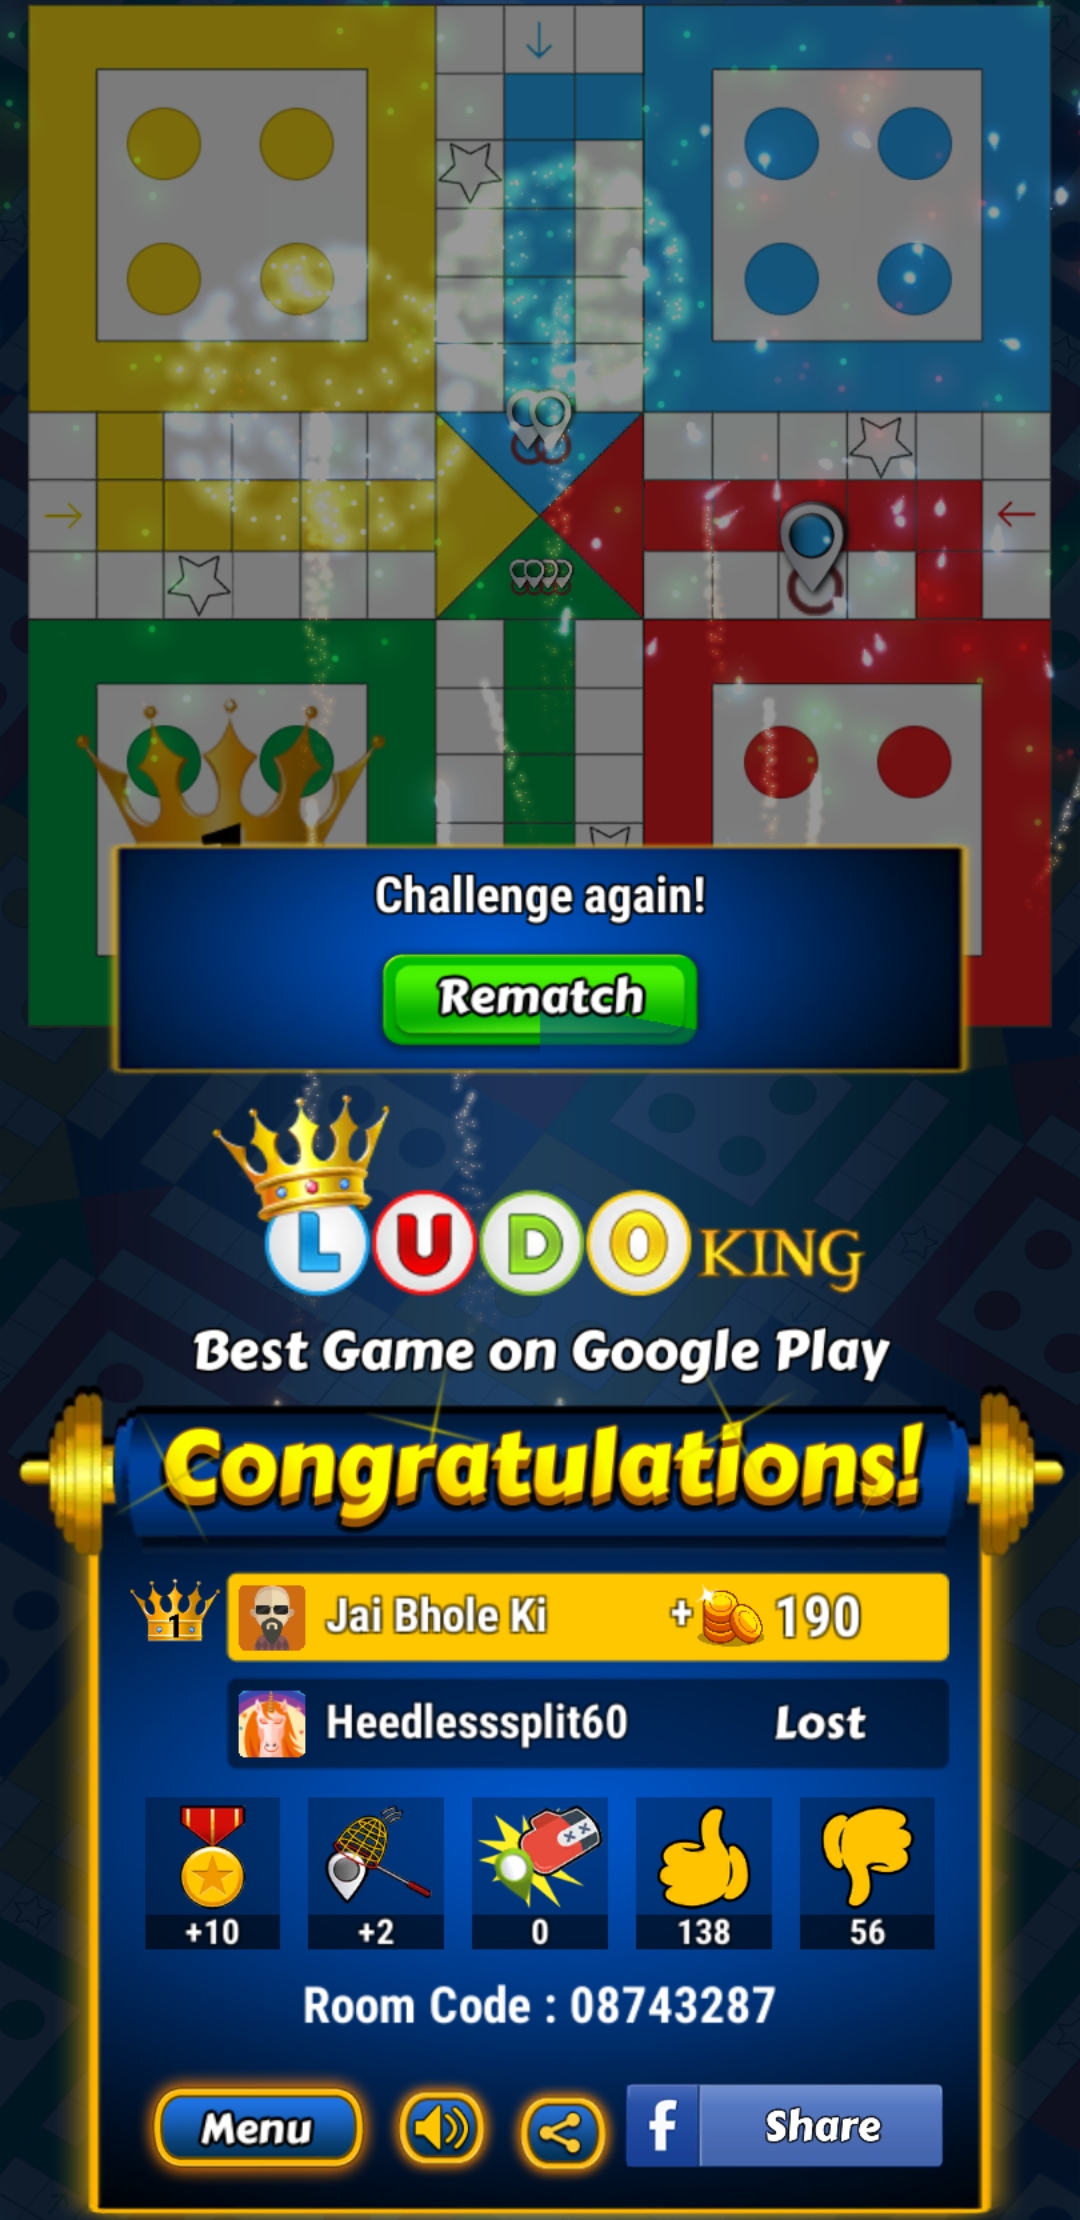 Challenge again!
Rematch
LUDO KING
Best Game on Google Play
Congratulations!
1 Jai Bhole Ki + 190
Heedlesssplit60 Lost
+10 +2 0 138 56
Room Code : 08743287
Menu f Share